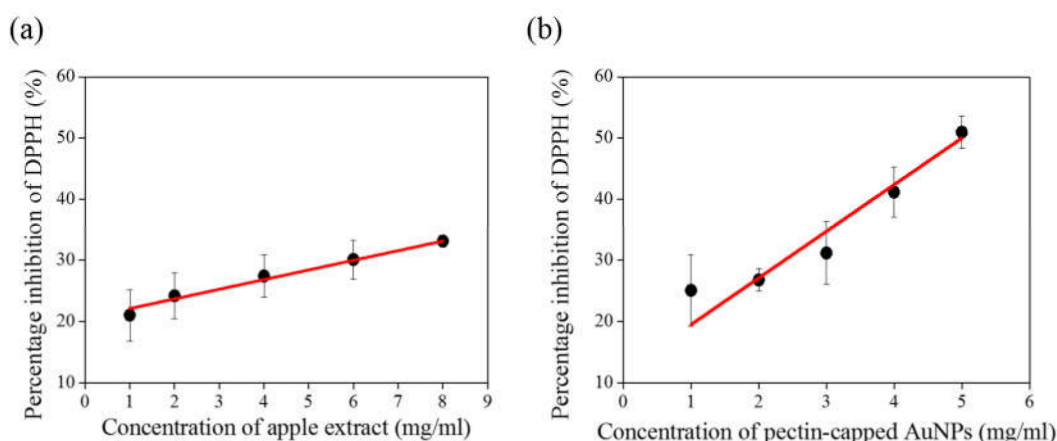 (a)
(b)
Percentage inhibition of DPPH (%)
60
50
40
30
20
10
0 1 2 3 4 5 6 7 8 9
Concentration of apple extract (mg/ml)
Percentage inhibition of DPPH (%)
60
50
40
30
20
10
0 1 2 3 4 5 6
Concentration of pectin-capped AuNPs (mg/ml)